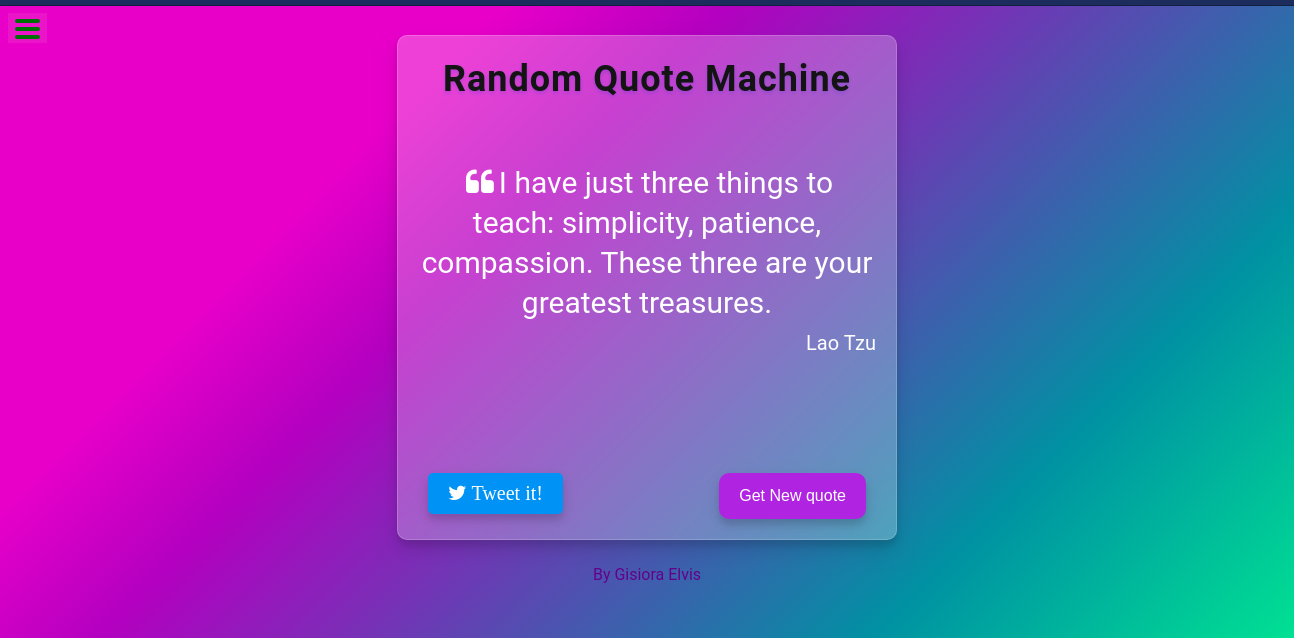 Random Quote Machine
I have just three things to
teach: simplicity, patience,
compassion. These three are your
greatest treasures.
Lao Tzu
Tweet it!
Get New quote
By Gisiora Elvis